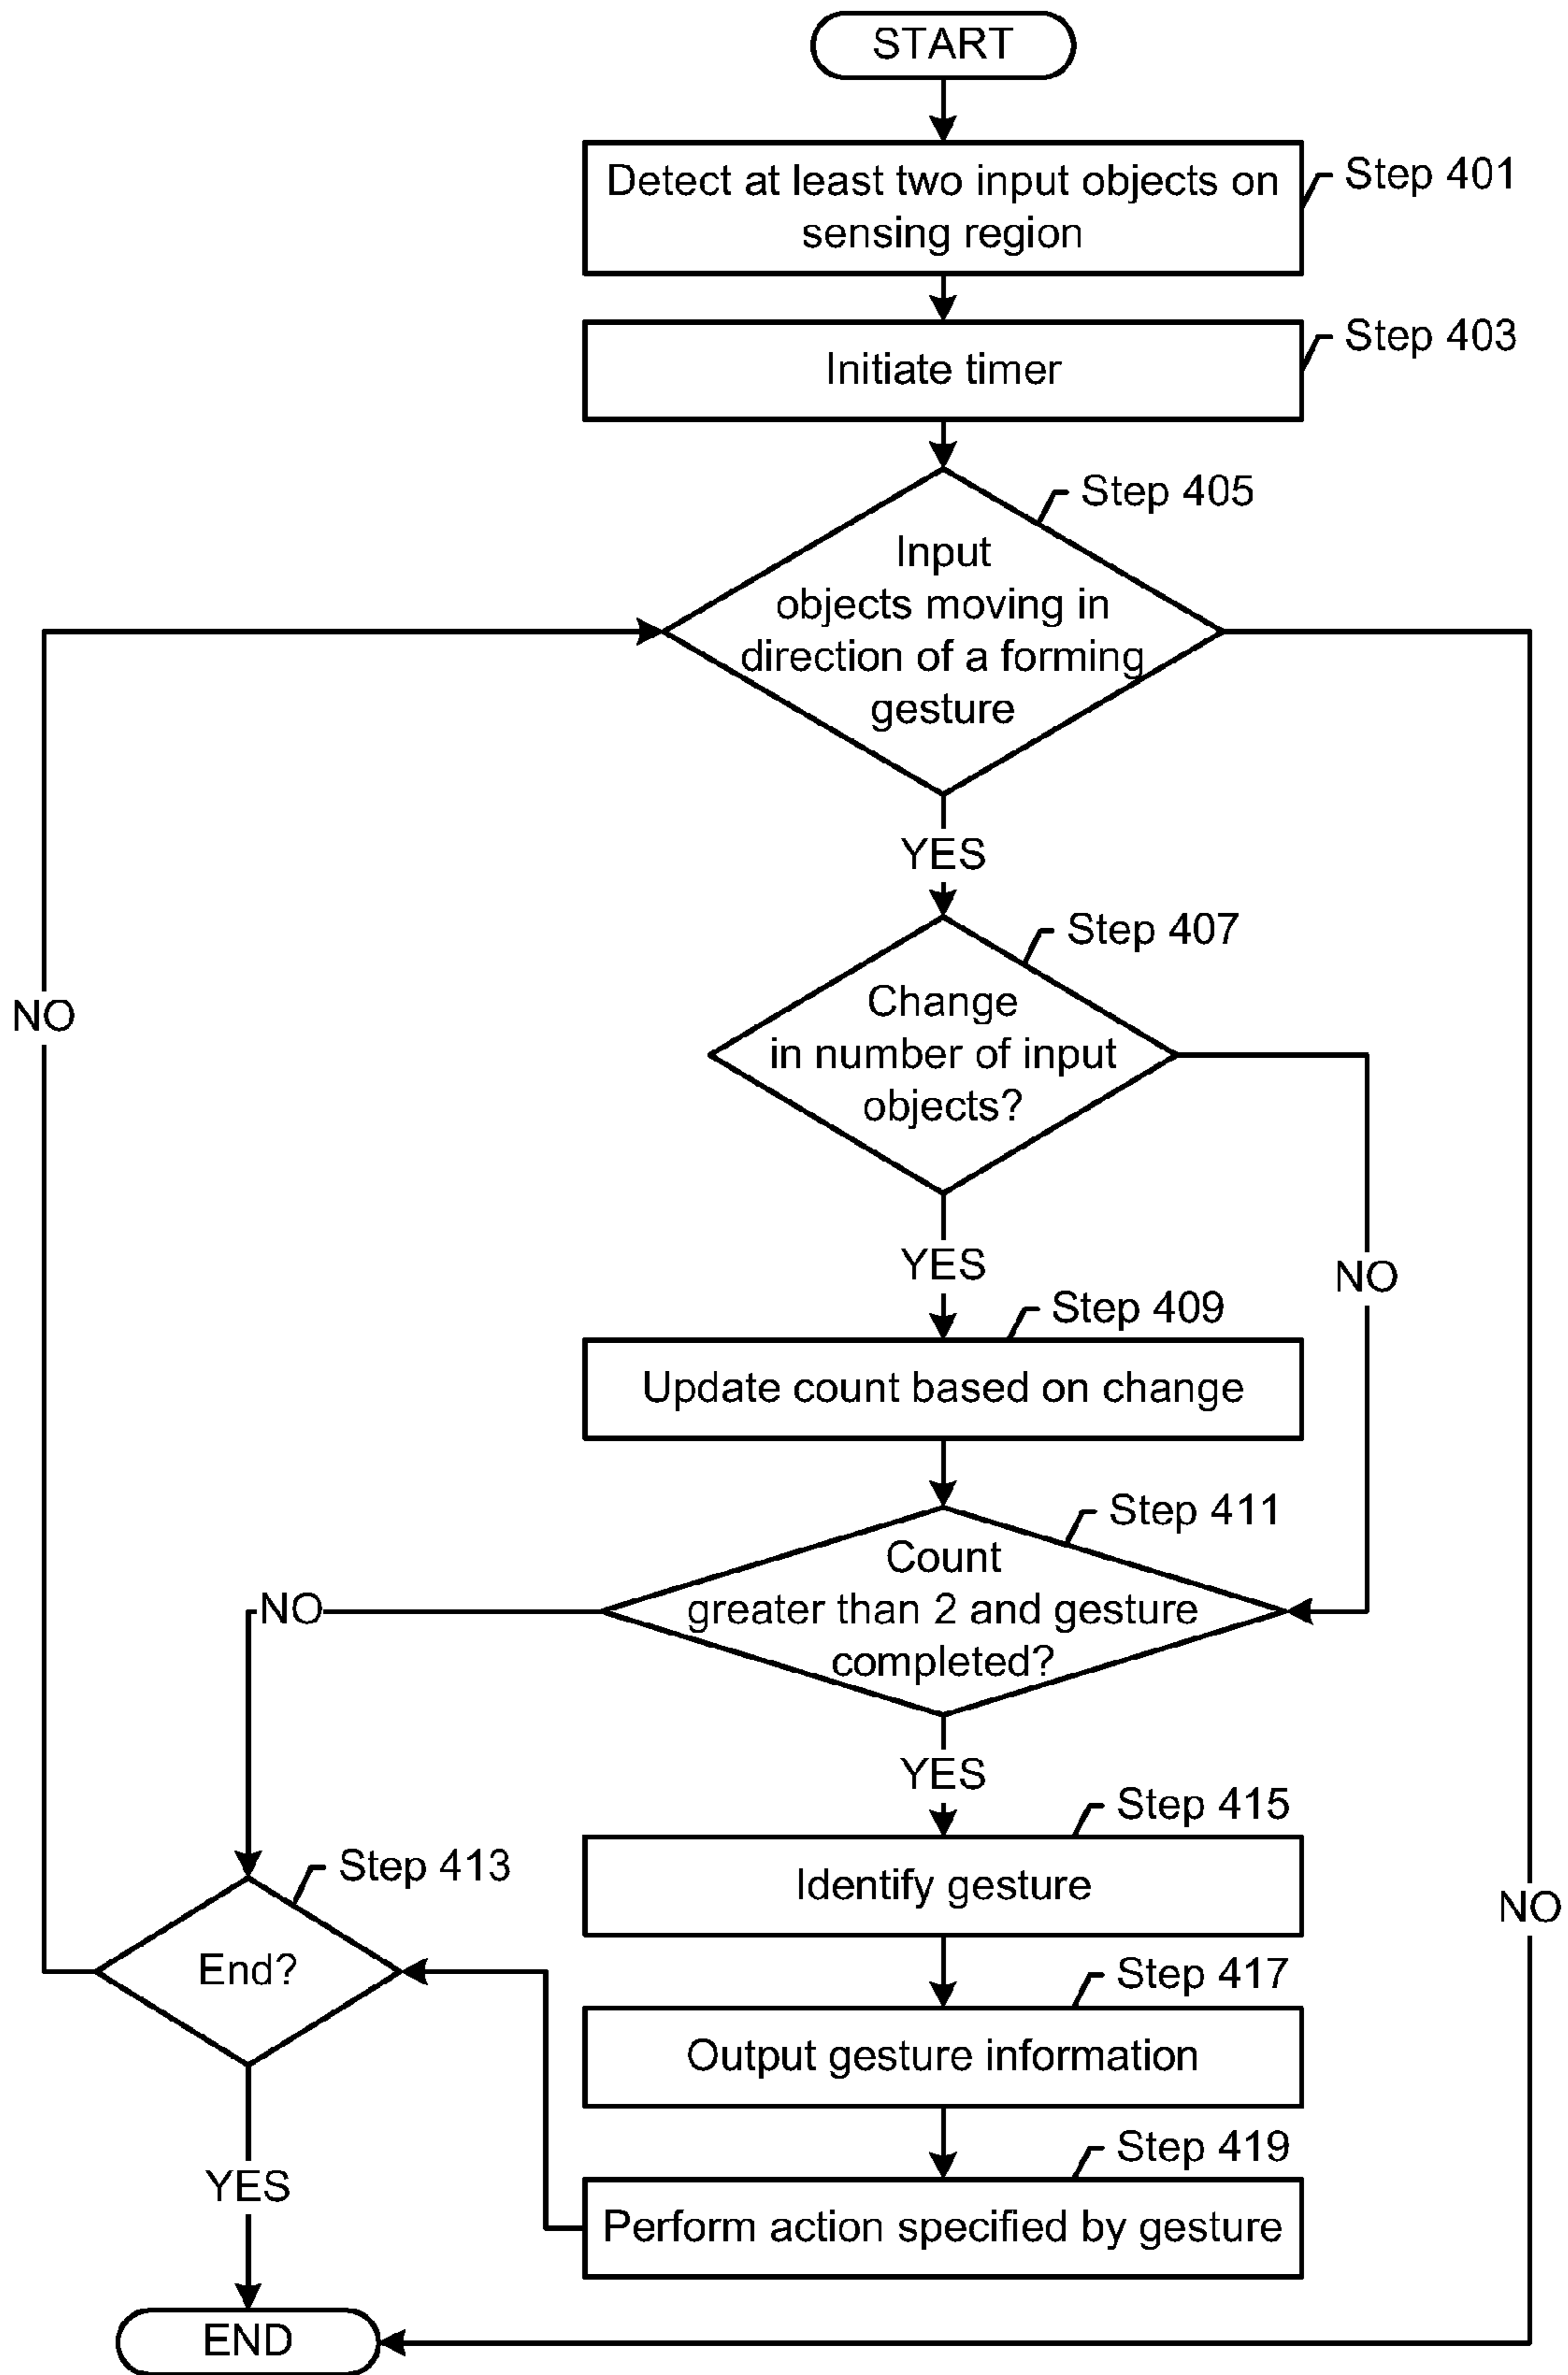 START
Detect at least two input objects on
sensing region
Step 401
Initiate timer
Step 403
Step 405
Input
objects moving in
direction of a forming
gesture
YES
Step 407
Change
in number of input
objects?
NO
YES
NO
Step 409
Update count based on change
Step 411
Count
greater than 2 and gesture
completed?
NO
YES
Step 415
Identify gesture
Step 413
End?
NO
Step 417
Output gesture information
Step 419
Perform action specified by gesture
YES
END